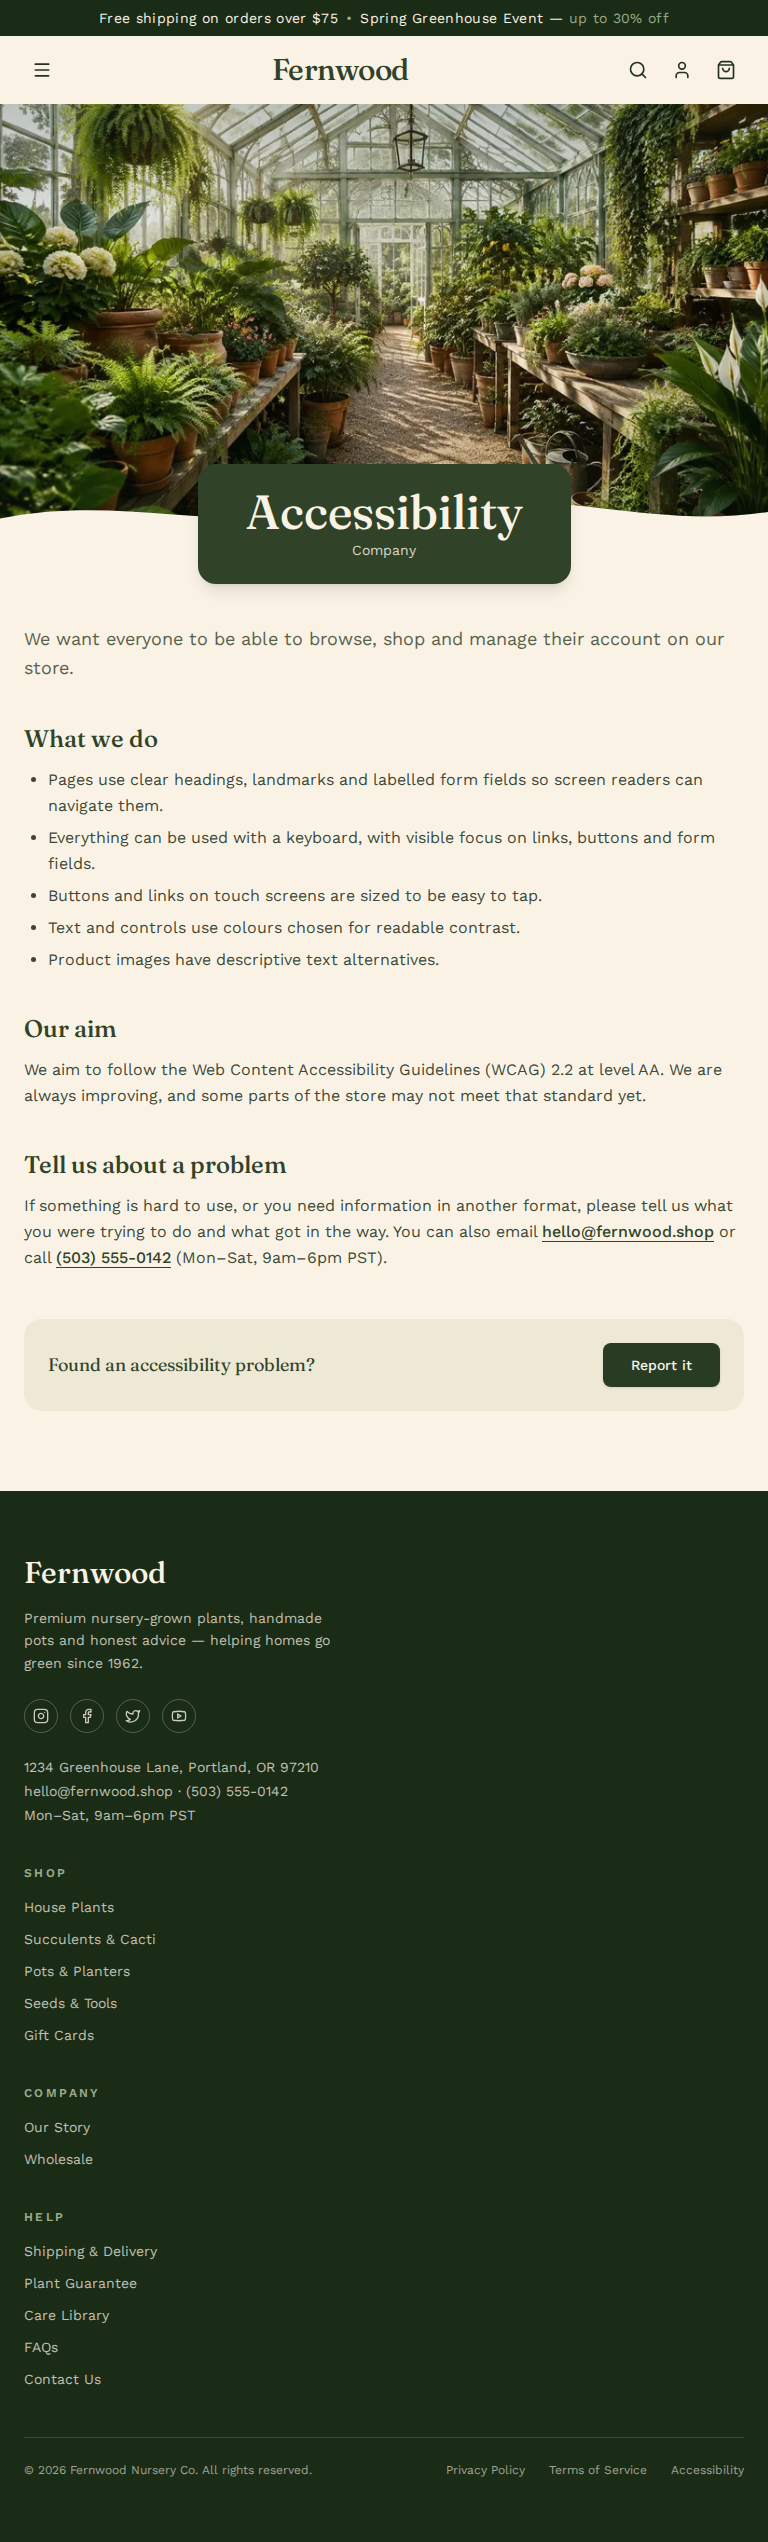 Free shipping on orders over $75 • Spring Greenhouse Event — up to 30% off
Fernwood
Accessibility
Company
We want everyone to be able to browse, shop and manage their account on our
store.
What we do
• Pages use clear headings, landmarks and labelled form fields so screen readers can
navigate them.
• Everything can be used with a keyboard, with visible focus on links, buttons and form
fields.
• Buttons and links on touch screens are sized to be easy to tap.
• Text and controls use colours chosen for readable contrast.
• Product images have descriptive text alternatives.
Our aim
We aim to follow the Web Content Accessibility Guidelines (WCAG) 2.2 at level AA. We are
always improving, and some parts of the store may not meet that standard yet.
Tell us about a problem
If something is hard to use, or you need information in another format, please tell us what
you were trying to do and what got in the way. You can also email hello@fernwood.shop or
call (503) 555-0142 (Mon–Sat, 9am–6pm PST).
Found an accessibility problem?
Report it
Fernwood
Premium nursery-grown plants, handmade
pots and honest advice — helping homes go
green since 1962.
1234 Greenhouse Lane, Portland, OR 97210
hello@fernwood.shop · (503) 555-0142
Mon–Sat, 9am–6pm PST
SHOP
House Plants
Succulents & Cacti
Pots & Planters
Seeds & Tools
Gift Cards
COMPANY
Our Story
Wholesale
HELP
Shipping & Delivery
Plant Guarantee
Care Library
FAQs
Contact Us
© 2026 Fernwood Nursery Co. All rights reserved.
Privacy Policy
Terms of Service
Accessibility